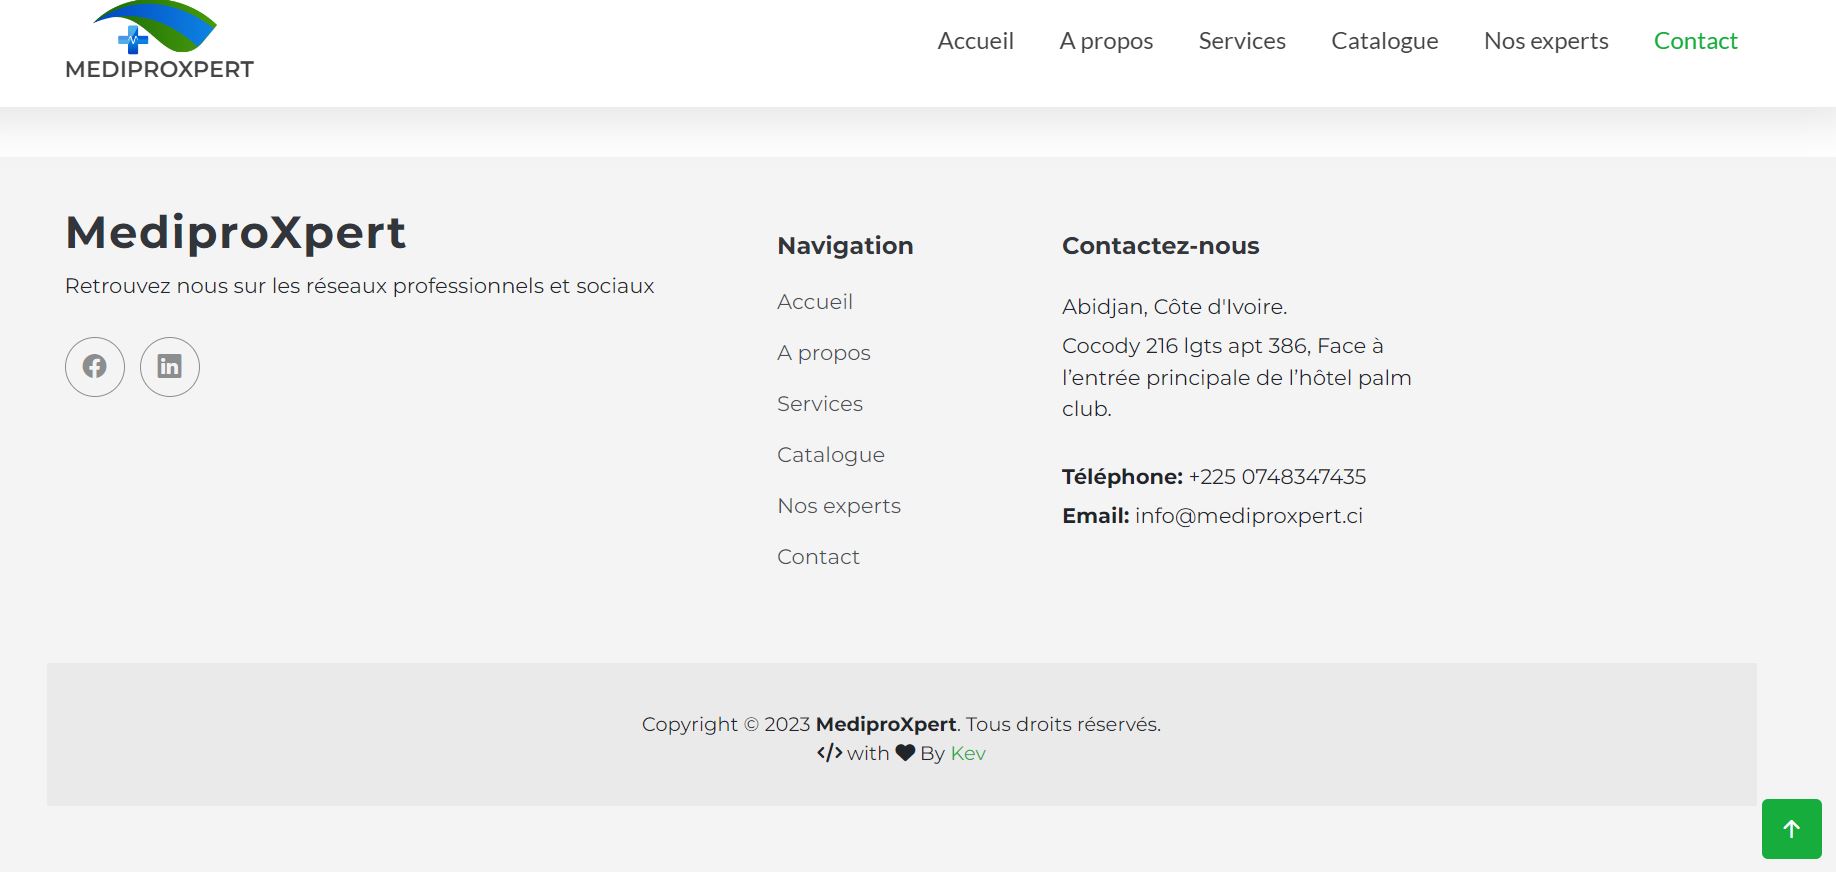 MEDIPROXPERT
Accueil A propos Services Catalogue Nos experts Contact
MediproXpert
Retrouvez nous sur les réseaux professionnels et sociaux
Navigation
Accueil
A propos
Services
Catalogue
Nos experts
Contact
Contactez-nous
Abidjan, Côte d'Ivoire.
Cocody 216 lgts apt 386, Face à
l’entrée principale de l’hôtel palm
club.
Téléphone: +225 0748347435
Email: info@mediproxpert.ci
Copyright © 2023 MediproXpert. Tous droits réservés.
</> with ♥ By Kev